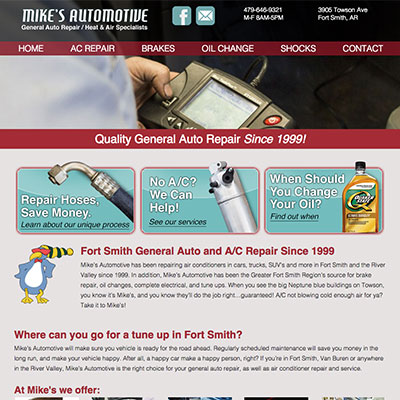 MIKE'S AUTOMOTIVE
General Auto Repair / Heat & Air Specialists
479-646-9321
M-F 8AM-5PM
3905 Towson Ave
Fort Smith, AR
HOME AC REPAIR BRAKES OIL CHANGE SHOCKS CONTACT
Quality General Auto Repair Since 1999!
Repair Hoses,
Save Money.
Learn about our unique process
No A/C?
We Can
Help!
See our services
When Should
You Change
Your Oil?
Find out when
Fort Smith General Auto and A/C Repair Since 1999
Mike's Automotive has been repairing air conditioners in cars, trucks, SUV's and more in Fort Smith and the River
Valley since 1999. In addition, Mike's Automotive has been the Greater Fort Smith Region's source for brake
repair, oil changes, complete electrical, and tune ups. When you see the big Neptune blue buildings on Towson,
you know it's Mike's, and you know they'll do the job right...guaranteed! A/C not blowing cold enough air for ya?
Take it to Mike's!
Where can you go for a tune up in Fort Smith?
Mike's Automotive will make sure you vehicle is ready for the road ahead. Regularly scheduled maintenance will save you money in the
long run, and make your vehicle happy. After all, a happy car make a happy person, right? If you're in Fort Smith, Van Buren or anywhere
in the River Valley, Mike's Automotive is the right choice for your general auto repair, as well as air conditioner repair and service.
At Mike's we offer: